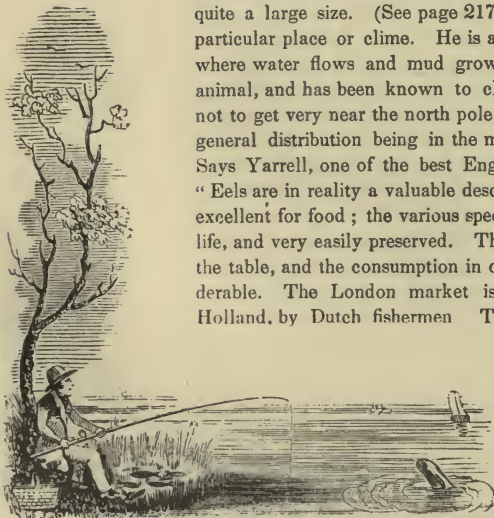 quite a large size. (See page 217
particular place or clime. He is a
where water flows and mud grow
animal, and has been known to c
not to get very near the north pole
general distribution being in the m
Says Yarrell, one of the best Eng
“ Eels are in reality a valuable desc
excellent for food ; the various spec
life, and very easily preserved. Th
the table, and the consumption in c
derable. The London market is
Holland, by Dutch fishermen T